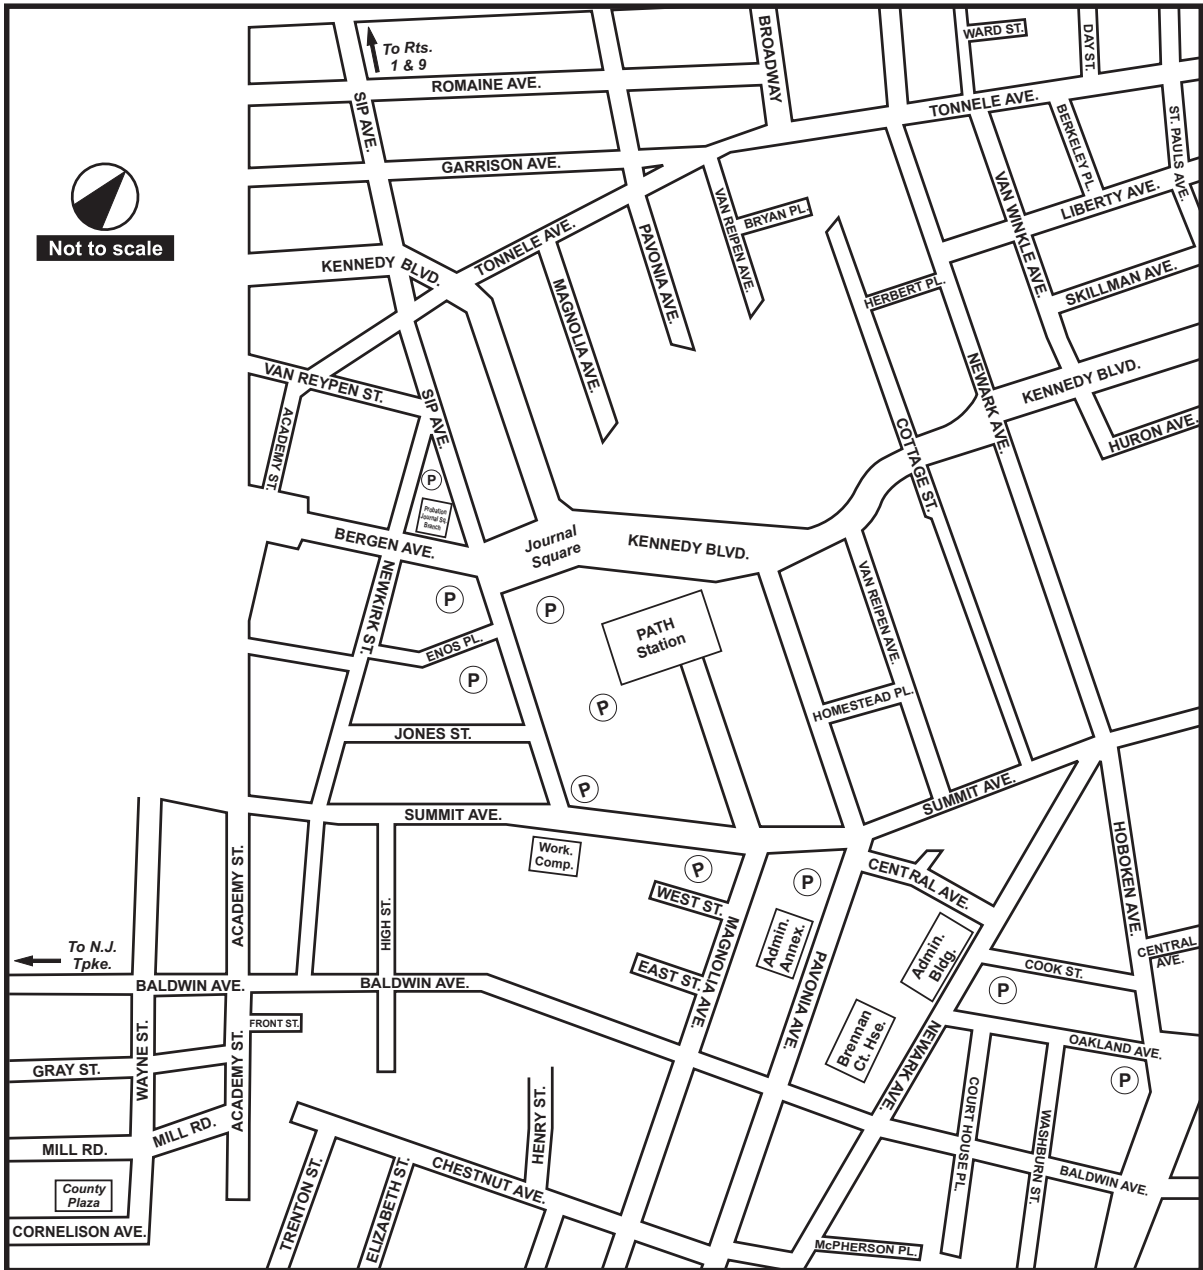 BROADWAY
WARD ST.
DAY ST.
To Rts.
1 & 9
ROMAINE AVE.
SIP AVE.
TONNELE AVE.
BERKELEY PL.
ST. PAULS AVE.
GARRISON AVE.
VAN REIPEN AVE.
BRYAN PL.
VAN WINKLE AVE.
LIBERTY AVE.
Not to scale
KENNEDY BLVD.
TONNELE AVE.
PAVONIA AVE.
MAGNOLIA AVE.
HERBERT PL.
SKILLMAN AVE.
VAN REYPEN ST.
SIP AVE.
ACADEMY ST.
NEWARK AVE.
KENNEDY BLVD.
HURON AVE.
COTTAGE ST.
P
Probation
Journal Sq.
Branch
BERGEN AVE.
Journal
Square
KENNEDY BLVD.
NEWKIRK ST.
P
P
PATH
Station
VAN REIPEN AVE.
ENOS PL.
P
P
HOMESTEAD PL.
JONES ST.
P
SUMMIT AVE.
SUMMIT AVE.
HOBOKEN AVE.
ACADEMY ST.
HIGH ST.
Work.
Comp.
P
WEST ST.
MAGNOLIA AVE.
P
CENTRAL AVE.
Admin.
Annex.
PAVONIA AVE.
Admin.
Bldg.
CENTRAL
AVE.
To N.J.
Tpke.
EAST ST.
COOK ST.
BALDWIN AVE.
BALDWIN AVE.
P
FRONT ST.
WAYNE ST.
ACADEMY ST.
Brennan
Ct. Hse.
NEWARK AVE.
OAKLAND AVE.
GRAY ST.
P
HENRY ST.
COURT HOUSE PL.
WASHBURN ST.
MILL RD.
MILL RD.
CHESTNUT AVE.
BALDWIN AVE.
County
Plaza
TRENTON ST.
ELIZABETH ST.
CORNELISON AVE.
McPHERSON PL.